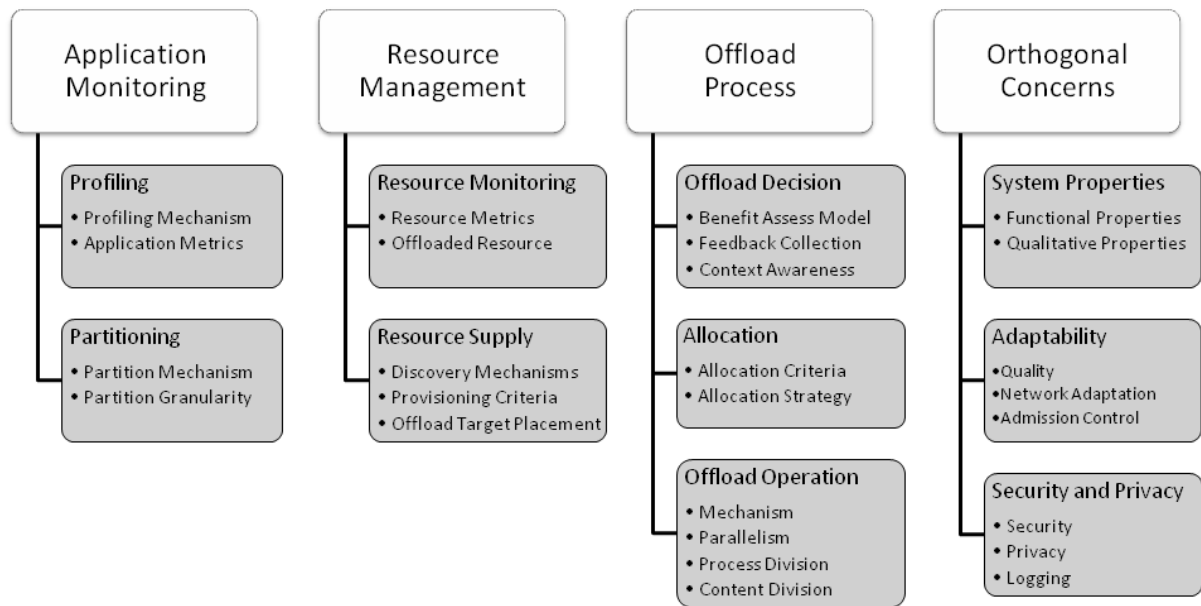 Application
Monitoring
Profiling
• Profiling Mechanism
• Application Metrics
Partitioning
• Partition Mechanism
• Partition Granularity
Resource
Management
Resource Monitoring
• Resource Metrics
• Offloaded Resource
Resource Supply
• Discovery Mechanisms
• Provisioning Criteria
• Offload Target Placement
Offload
Process
Offload Decision
• Benefit Assess Model
• Feedback Collection
• Context Awareness
Allocation
• Allocation Criteria
• Allocation Strategy
Offload Operation
• Mechanism
• Parallelism
• Process Division
• Content Division
Orthogonal
Concerns
System Properties
• Functional Properties
• Qualitative Properties
Adaptability
•Quality
•Network Adaptation
•Admission Control
Security and Privacy
• Security
• Privacy
• Logging